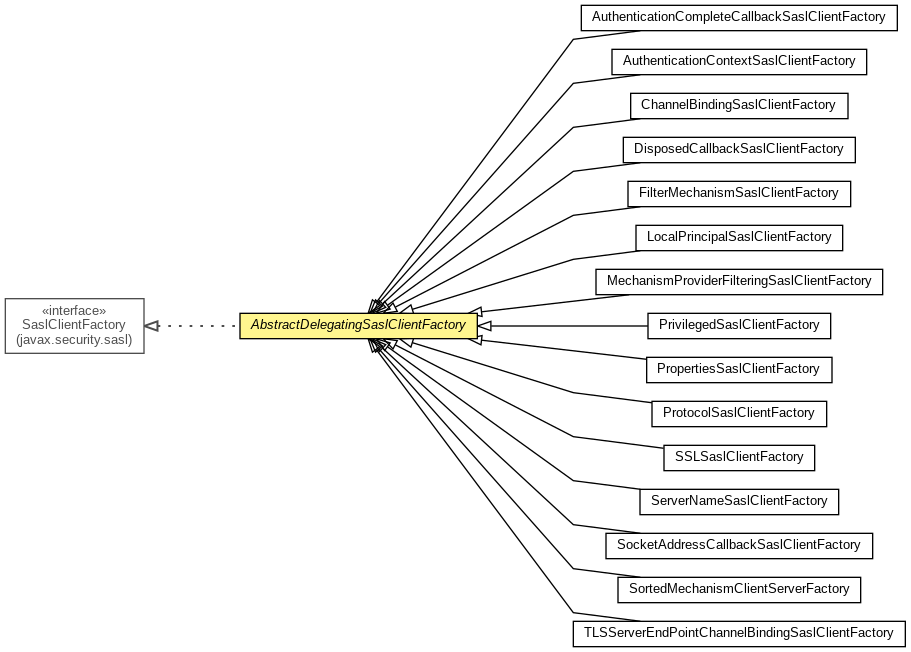 AuthenticationCompleteCallbackSaslClientFactory
AuthenticationContextSaslClientFactory
ChannelBindingSaslClientFactory
DisposedCallbackSaslClientFactory
FilterMechanismSaslClientFactory
LocalPrincipalSaslClientFactory
MechanismProviderFilteringSaslClientFactory
«interface»
SaslClientFactory
(javax.security.sasl)
AbstractDelegatingSaslClientFactory
PrivilegedSaslClientFactory
PropertiesSaslClientFactory
ProtocolSaslClientFactory
SSLSaslClientFactory
ServerNameSaslClientFactory
SocketAddressCallbackSaslClientFactory
SortedMechanismClientServerFactory
TLSServerEndPointChannelBindingSaslClientFactory